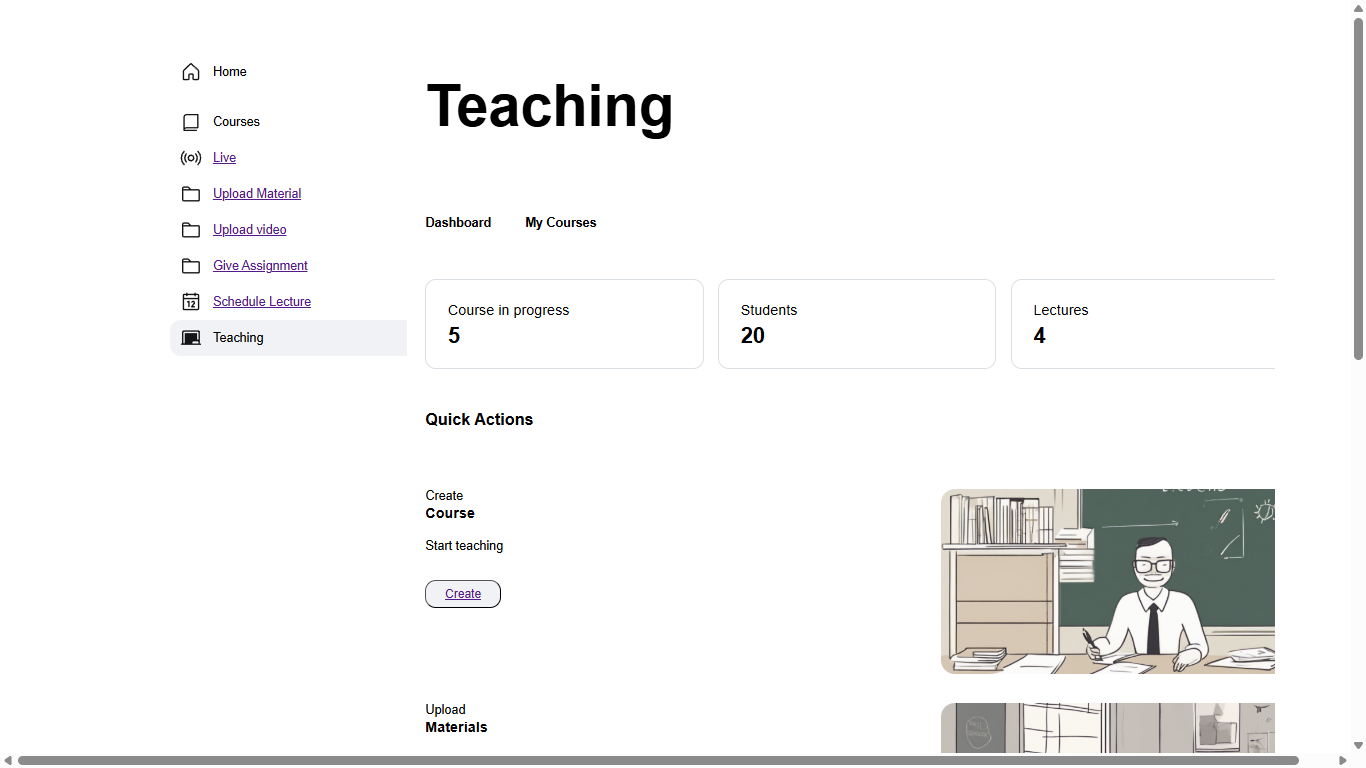 Home
Courses
Live
Upload Material
Upload video
Give Assignment
Schedule Lecture
12
Teaching
Teaching
Dashboard
My Courses
Course in progress
5
Students
20
Lectures
4
Quick Actions
Create
Course
Start teaching
Create
Upload
Materials